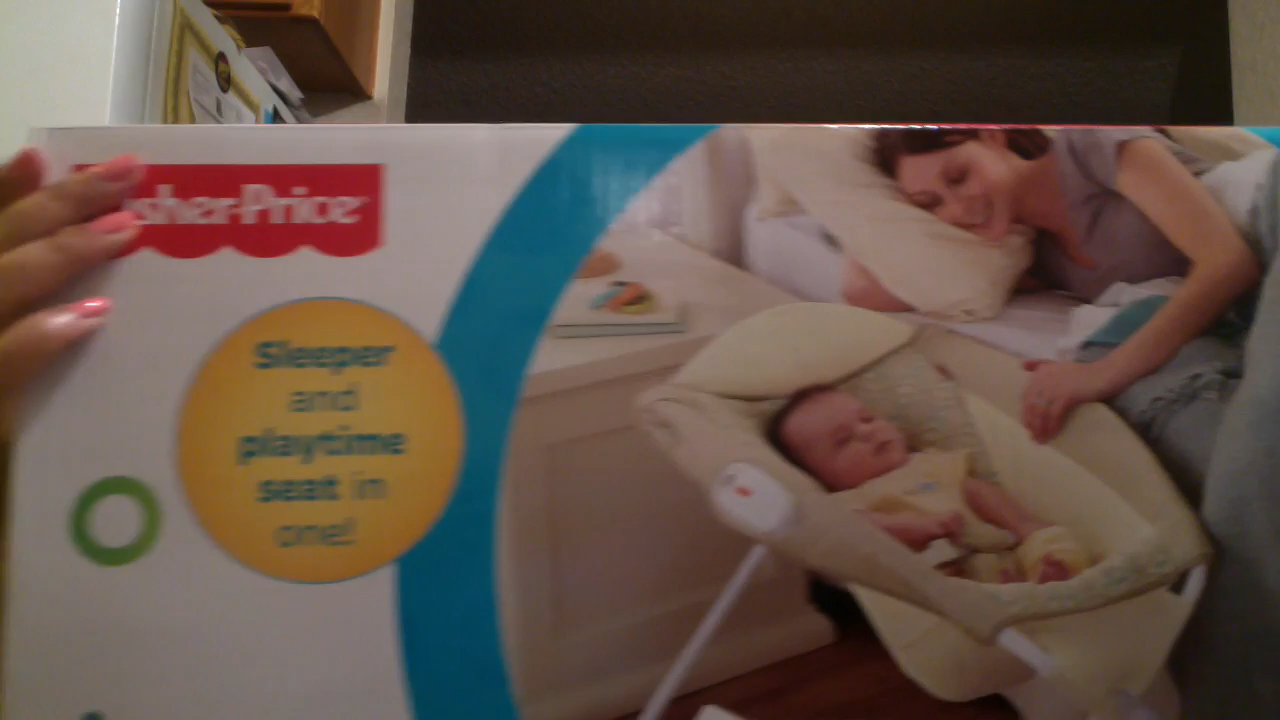 sher-Price
Sleeper
and
playtime
seat in
one!